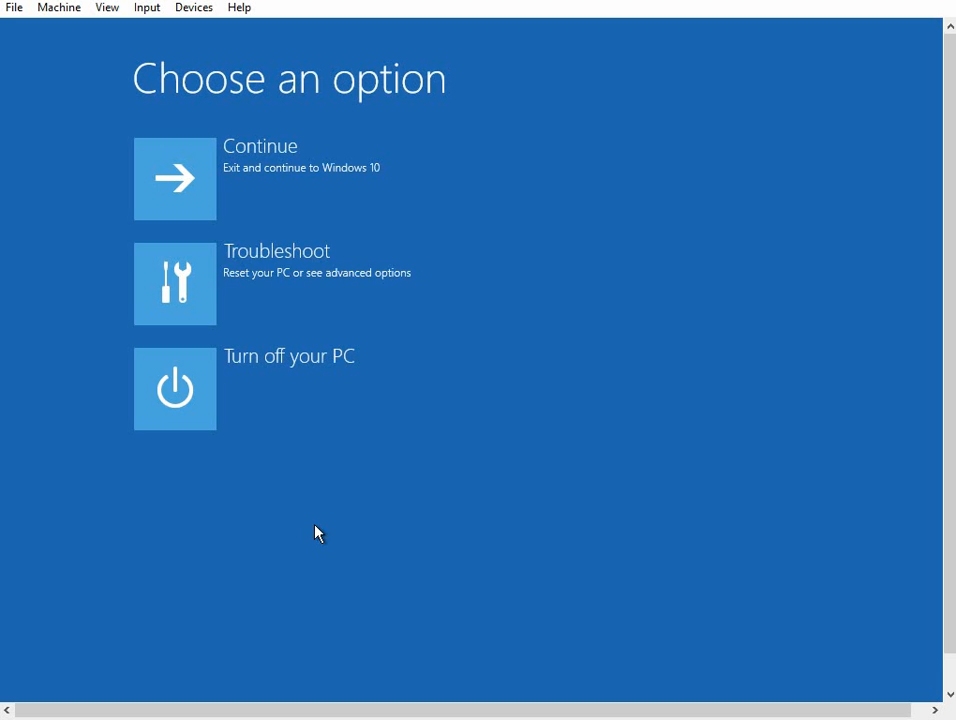 File Machine View Input Devices Help
Choose an option
Continue
Exit and continue to Windows 10
Troubleshoot
Reset your PC or see advanced options
Turn off your PC